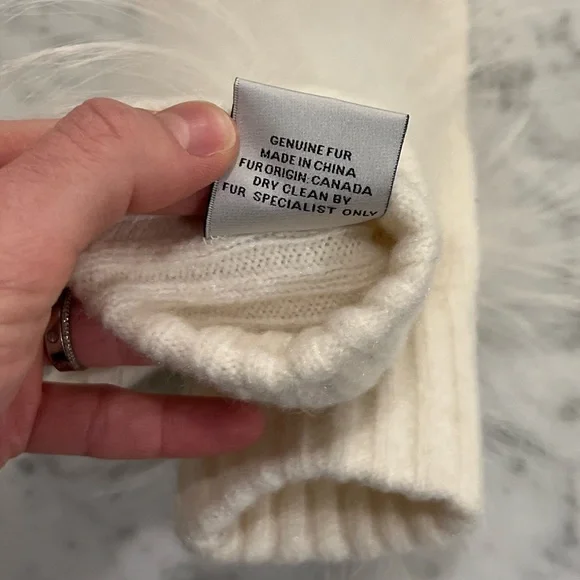 GENUINE FUR
MADE IN CHINA
FUR ORIGIN: CANADA
DRY CLEAN BY
FUR SPECIALIST ONLY